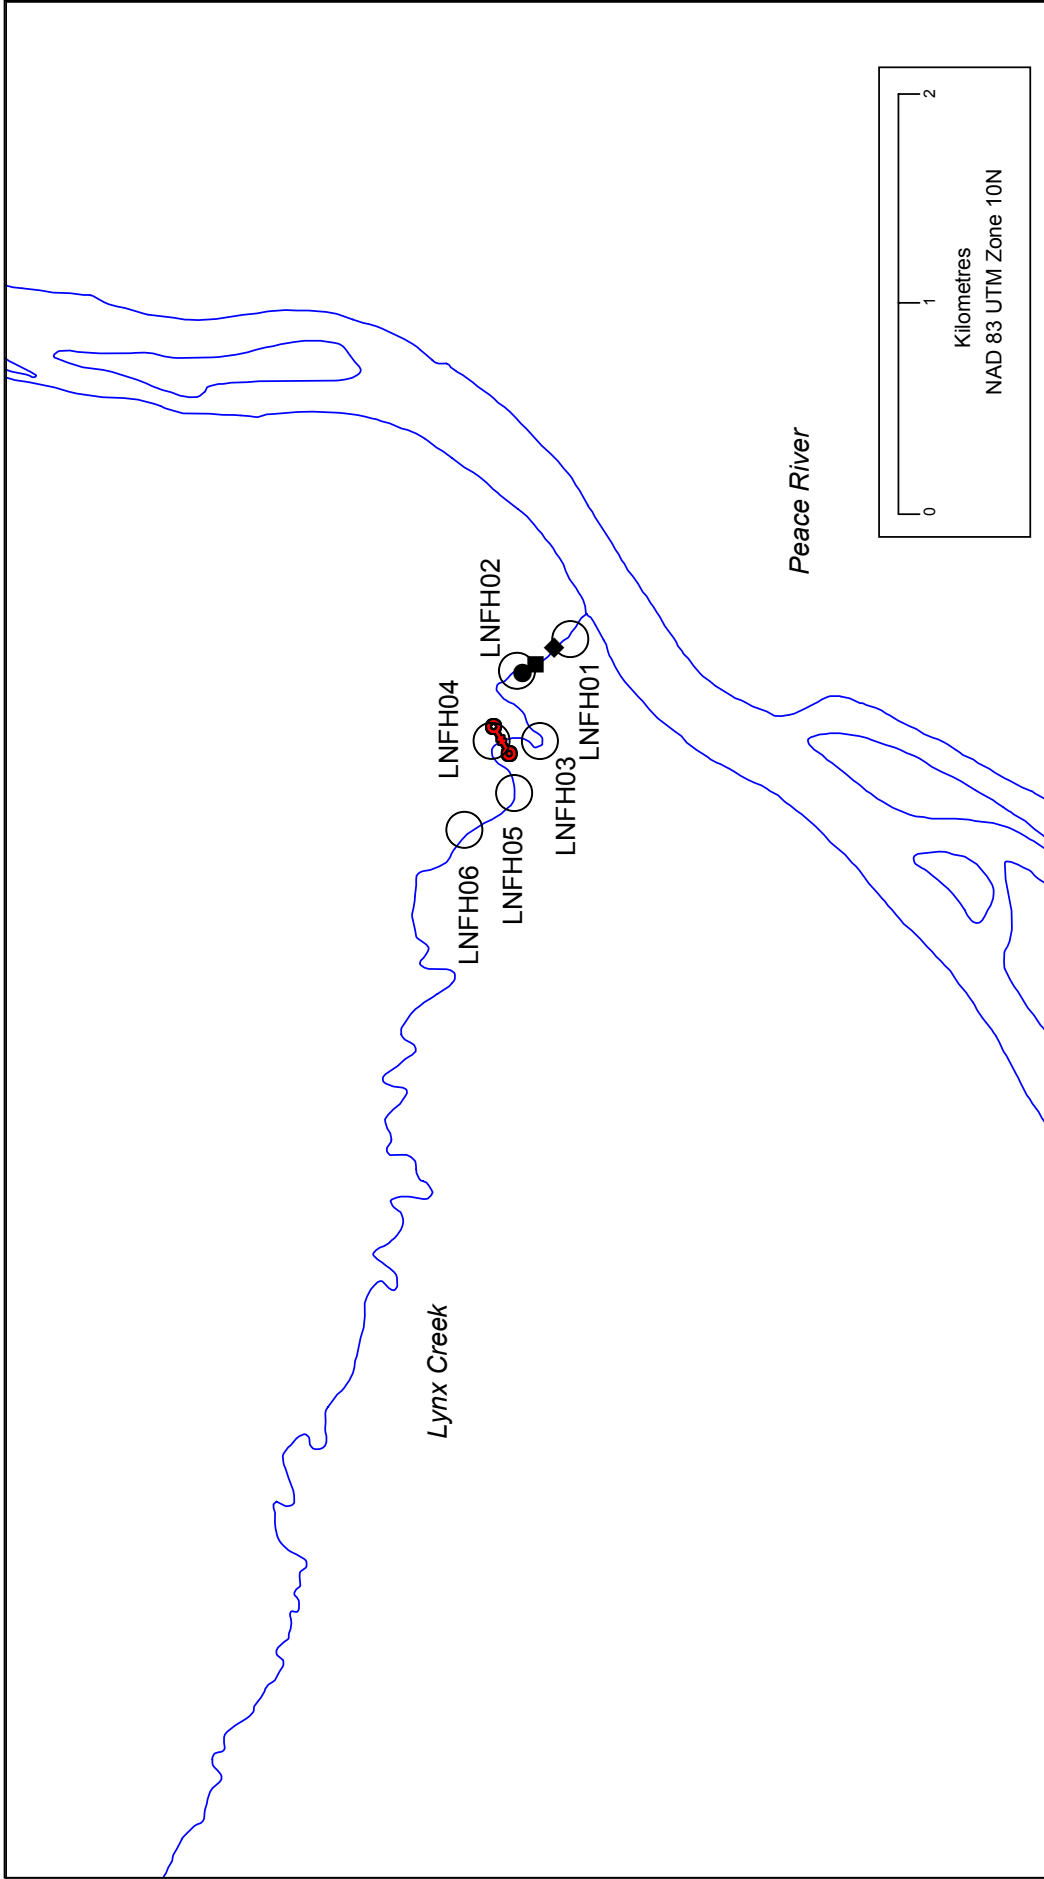 Lynx Creek
LNFH06
LNFH05
LNFH04
LNFH03
LNFH02
LNFH01
Peace River
0 1 2
Kilometres
NAD 83 UTM Zone 10N